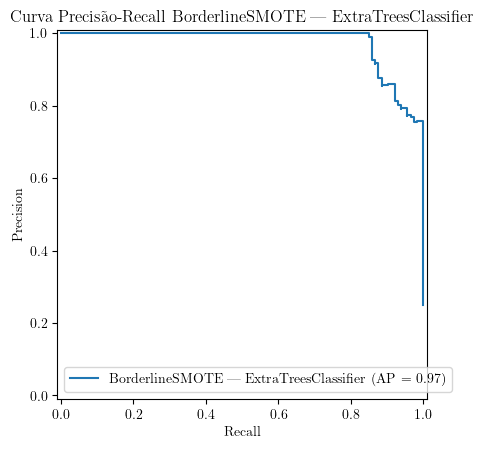 Curva Precisão-Recall BorderlineSMOTE — ExtraTreesClassifier
1.0
0.8
0.6
0.4
0.2
0.0
Precision
BorderlineSMOTE — ExtraTreesClassifier (AP = 0.97)
0.0 0.2 0.4 0.6 0.8 1.0
Recall